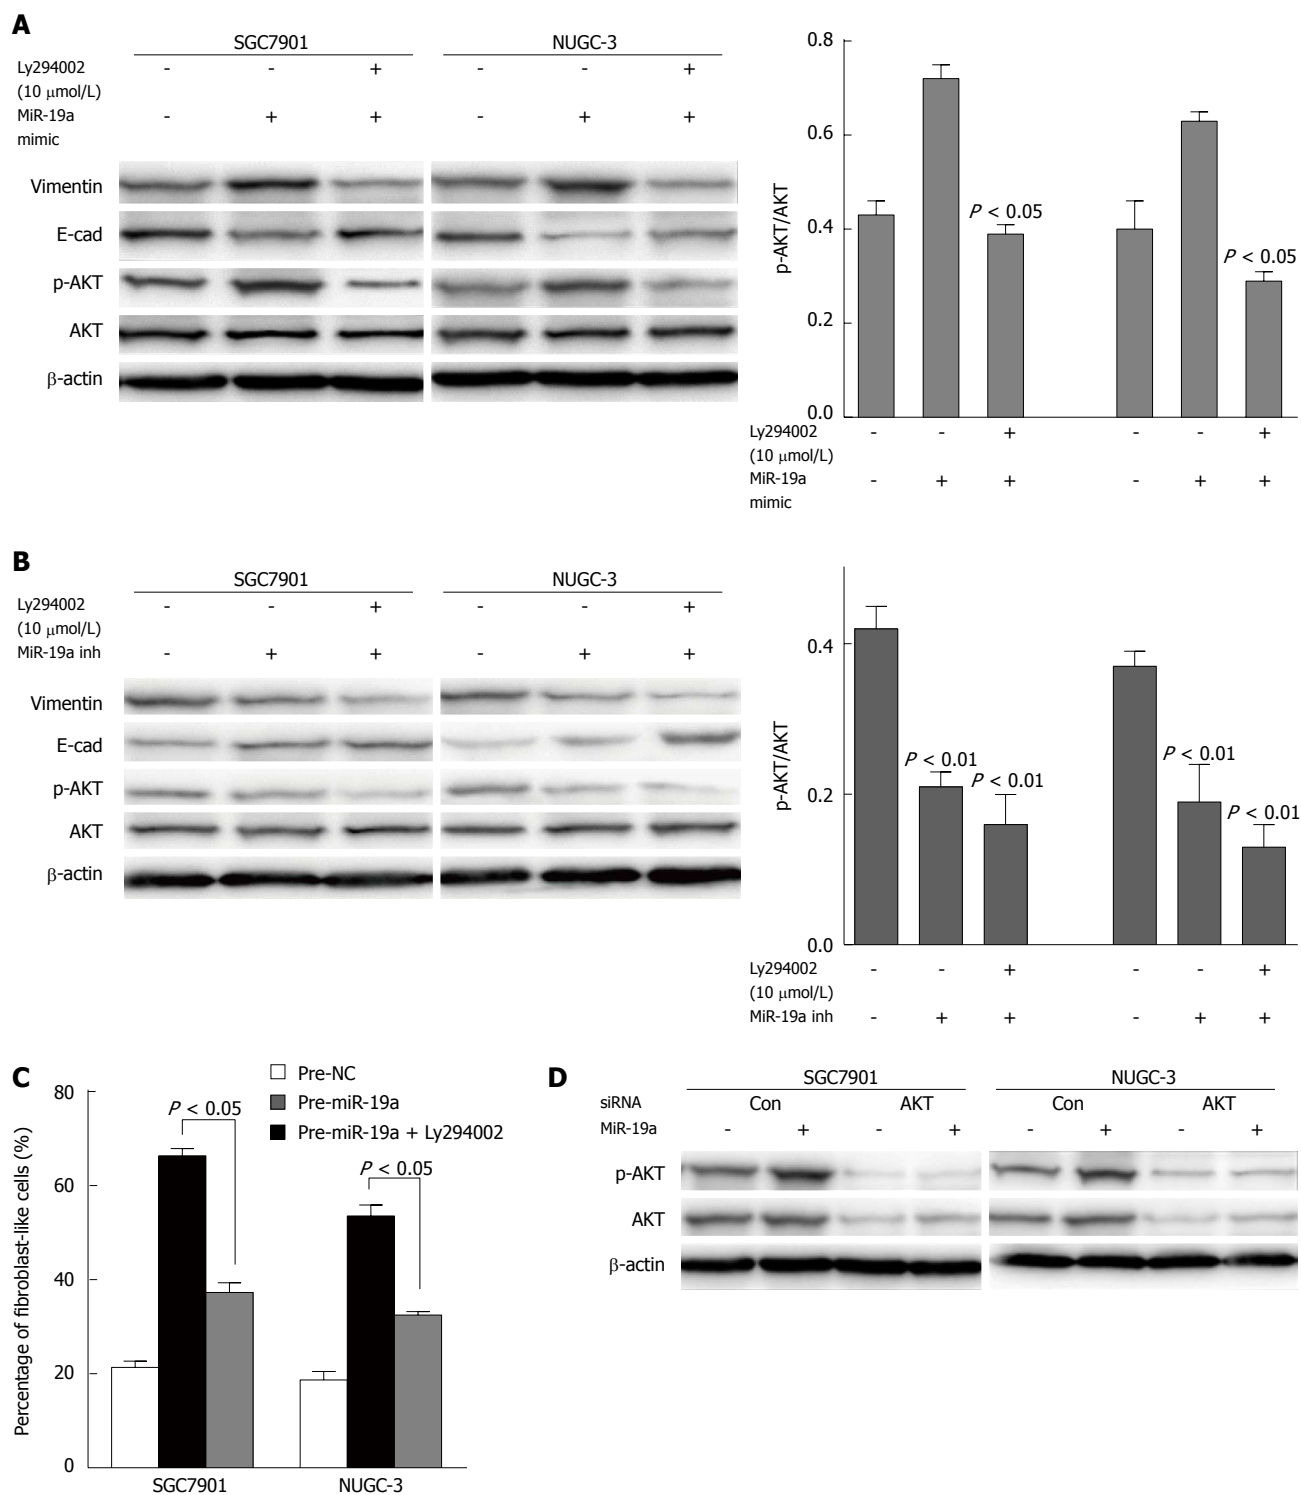 A
SGC7901 NUGC-3
Ly294002 - - + - - +
(10 μmol/L)
MiR-19a - + + - + +
mimic
Vimentin
E-cad
p-AKT
AKT
β-actin
0.8
0.6
0.4
0.2
0.0
p-AKT/AKT
P < 0.05
P < 0.05
Ly294002 - - + - - +
(10 μmol/L)
MiR-19a - + + - + +
mimic
B
SGC7901 NUGC-3
Ly294002 - - + - - +
(10 μmol/L)
MiR-19a inh - + + - + +
Vimentin
E-cad
p-AKT
AKT
β-actin
0.4
0.2
0.0
p-AKT/AKT
P < 0.01
P < 0.01
P < 0.01
P < 0.01
Ly294002 - - + - - +
(10 μmol/L)
MiR-19a inh - + + - + +
C
Pre-NC
Pre-miR-19a
Pre-miR-19a + Ly294002
80
60
40
20
0
Percentage of fibroblast-like cells (%)
P < 0.05
P < 0.05
SGC7901 NUGC-3
D
SGC7901 NUGC-3
siRNA Con AKT Con AKT
MiR-19a - + - + - + - +
p-AKT
AKT
β-actin